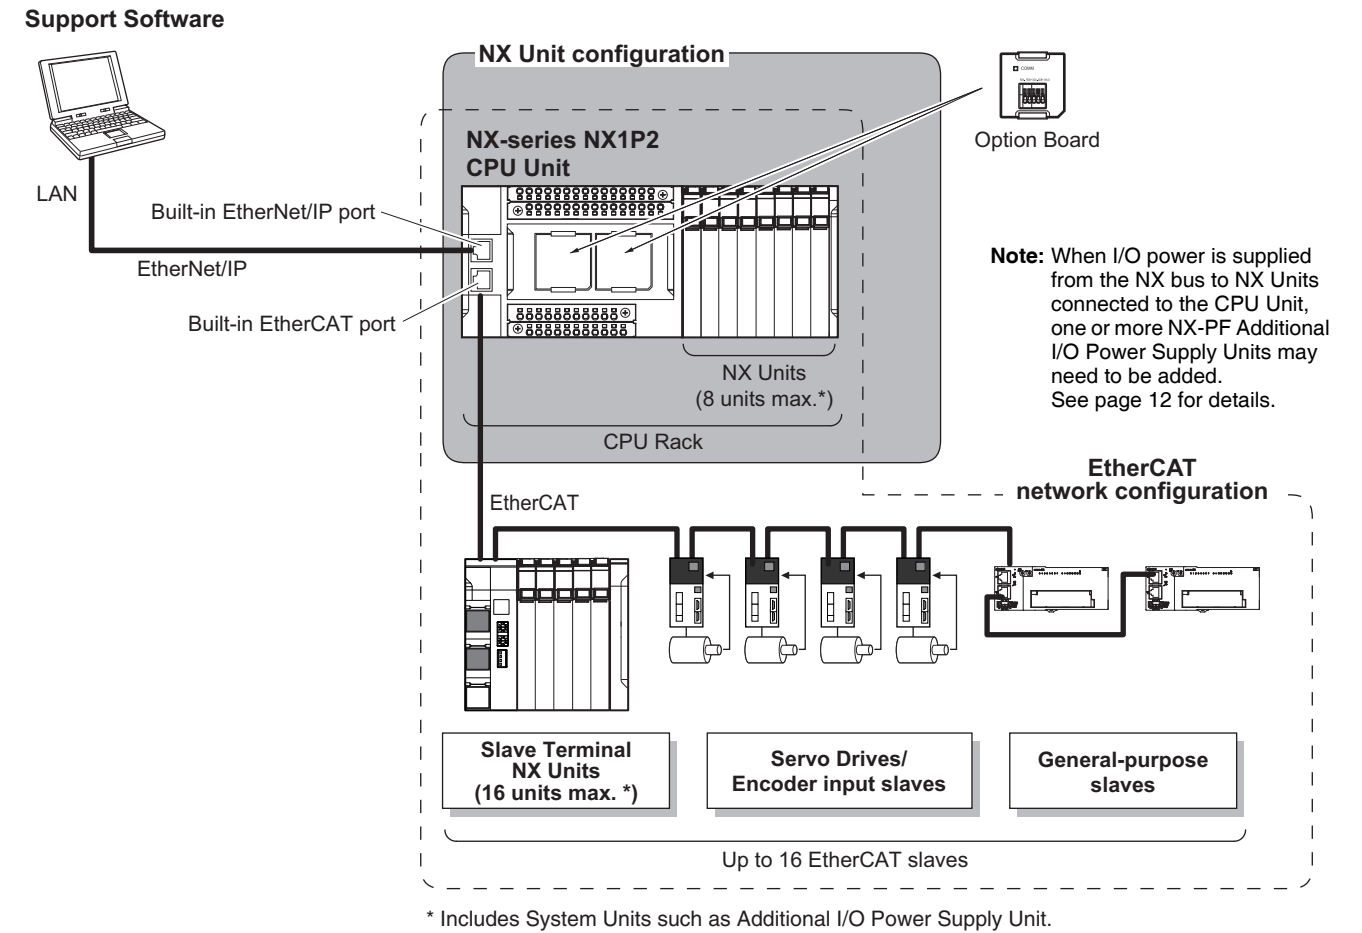 Support Software
NX Unit configuration
COMM
Option Board
NX-series NX1P2
CPU Unit
LAN
Built-in EtherNet/IP port
EtherNet/IP
Built-in EtherCAT port
Note: When I/O power is supplied
from the NX bus to NX Units
connected to the CPU Unit,
one or more NX-PF Additional
I/O Power Supply Units may
need to be added.
See page 12 for details.
NX Units
(8 units max.*)
CPU Rack
EtherCAT
network configuration
EtherCAT
Slave Terminal
NX Units
(16 units max. *)
Servo Drives/
Encoder input slaves
General-purpose
slaves
Up to 16 EtherCAT slaves
* Includes System Units such as Additional I/O Power Supply Unit.